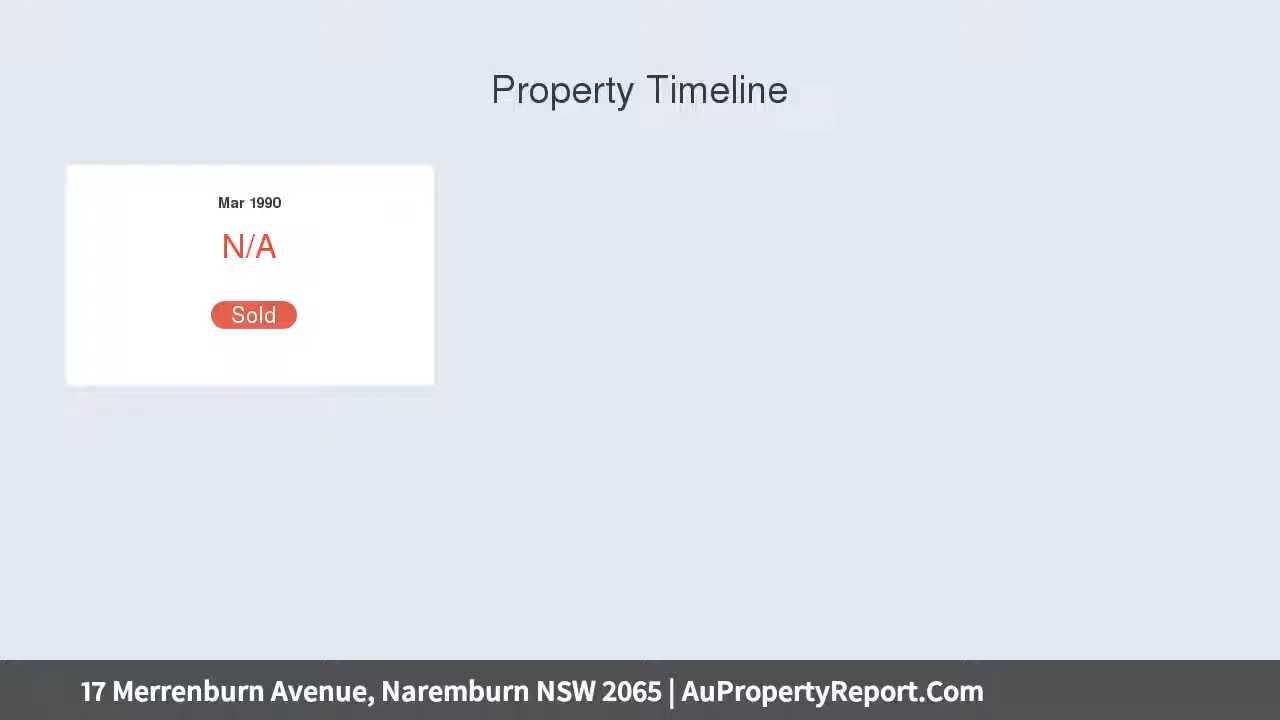 Property Timeline
Mar 1990
N/A
Sold
17 Merrenburn Avenue, Naremburn NSW 2065 | AuPropertyReport.Com